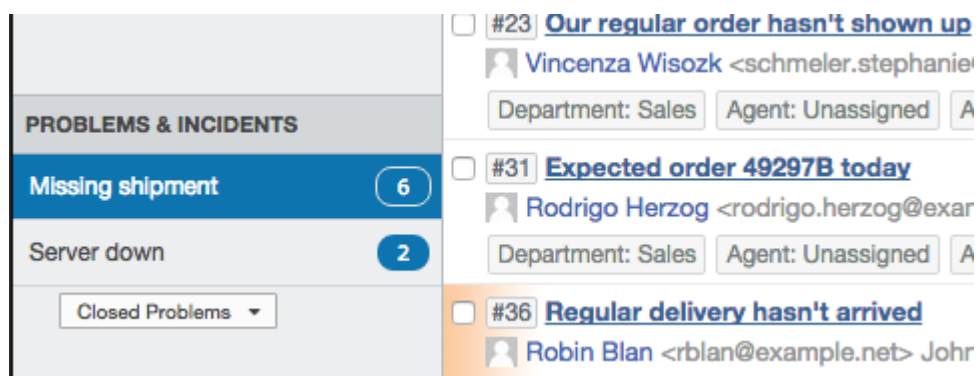 PROBLEMS & INCIDENTS
Missing shipment 6
Server down 2
Closed Problems
#23 Our regular order hasn't shown up
Vincenza Wisozk <schmeler.stephanie
Department: Sales Agent: Unassigned
#31 Expected order 49297B today
Rodrigo Herzog <rodrigo.herzog@exam
Department: Sales Agent: Unassigned
#36 Regular delivery hasn't arrived
Robin Blan <rblan@example.net> John